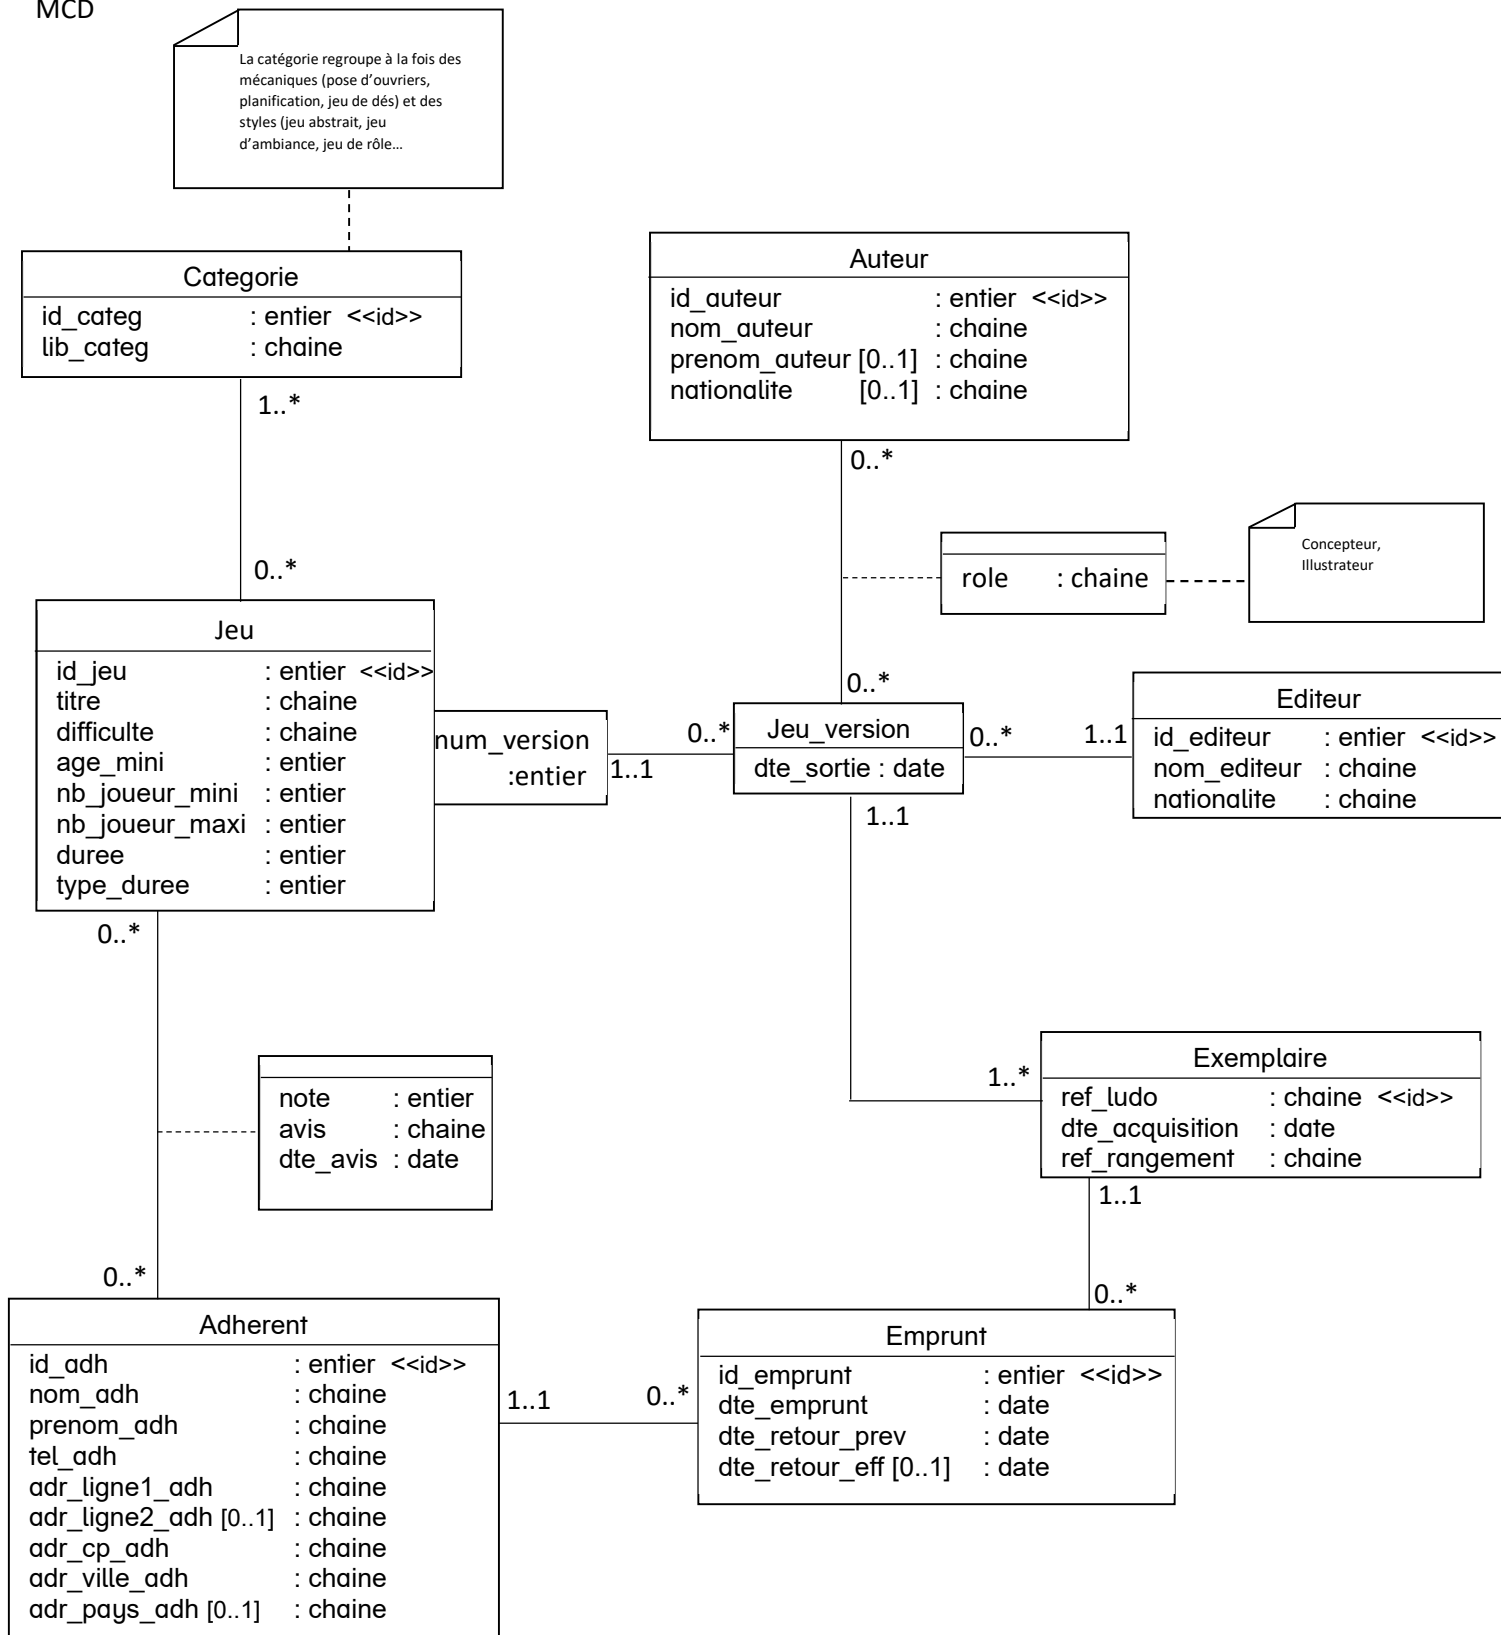 MCD
La catégorie regroupe à la fois des
mécaniques (pose d'ouvriers,
planification, jeu de dés) et des
styles (jeu abstrait, jeu
d'ambiance, jeu de rôle…
Categorie
id_categ : entier <<id>>
lib_categ : chaine
1..*
0..*
Auteur
id_auteur : entier <<id>>
nom_auteur : chaine
prenom_auteur [0..1] : chaine
nationalite [0..1] : chaine
0..*
role : chaine
Concepteur,
Illustrateur
0..*
Jeu
id_jeu : entier <<id>>
titre : chaine
difficulte : chaine
age_mini : entier
nb_joueur_mini : entier
nb_joueur_maxi : entier
duree : entier
type_duree : entier
num_version
:entier
1..1
0..*
Jeu_version
dte_sortie : date
0..*
1..1
Editeur
id_editeur : entier <<id>>
nom_editeur : chaine
nationalite : chaine
1..1
0..*
note : entier
avis : chaine
dte_avis : date
0..*
1..*
Exemplaire
ref_ludo : chaine <<id>>
dte_acquisition : date
ref_rangement : chaine
1..1
0..*
Adherent
id_adh : entier <<id>>
nom_adh : chaine
prenom_adh : chaine
tel_adh : chaine
adr_ligne1_adh : chaine
adr_ligne2_adh [0..1] : chaine
adr_cp_adh : chaine
adr_ville_adh : chaine
adr_pays_adh [0..1] : chaine
1..1
0..*
Emprunt
id_emprunt : entier <<id>>
dte_emprunt : date
dte_retour_prev : date
dte_retour_eff [0..1] : date